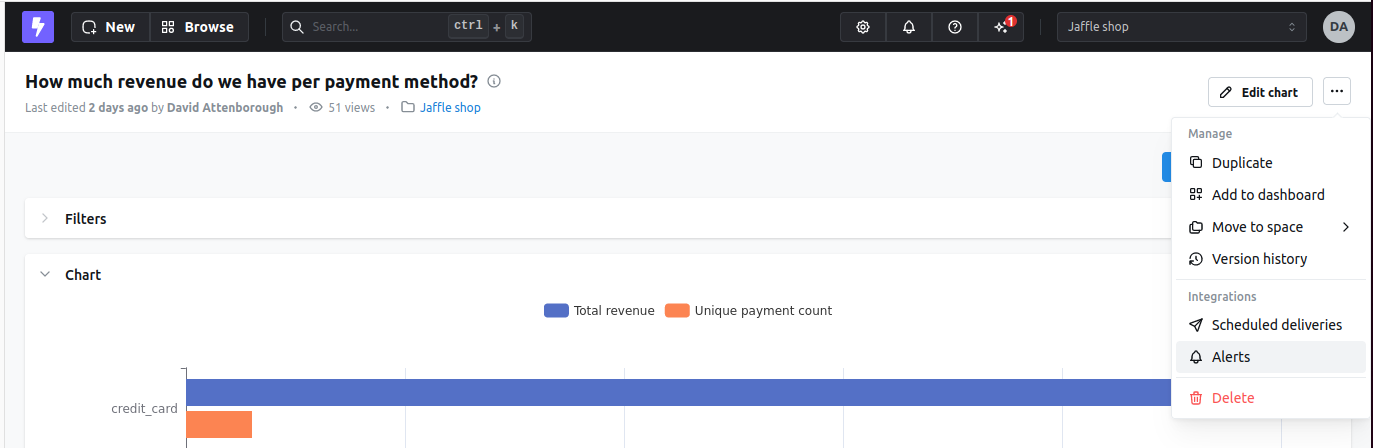 New
Browse
Search...
ctrl + k
1
Jaffle shop
DA
How much revenue do we have per payment method?
Last edited 2 days ago by David Attenborough • 51 views • Jaffle shop
Edit chart
Manage
Duplicate
Add to dashboard
Move to space
Version history
Integrations
Scheduled deliveries
Alerts
Delete
Filters
Chart
Total revenue
Unique payment count
credit_card